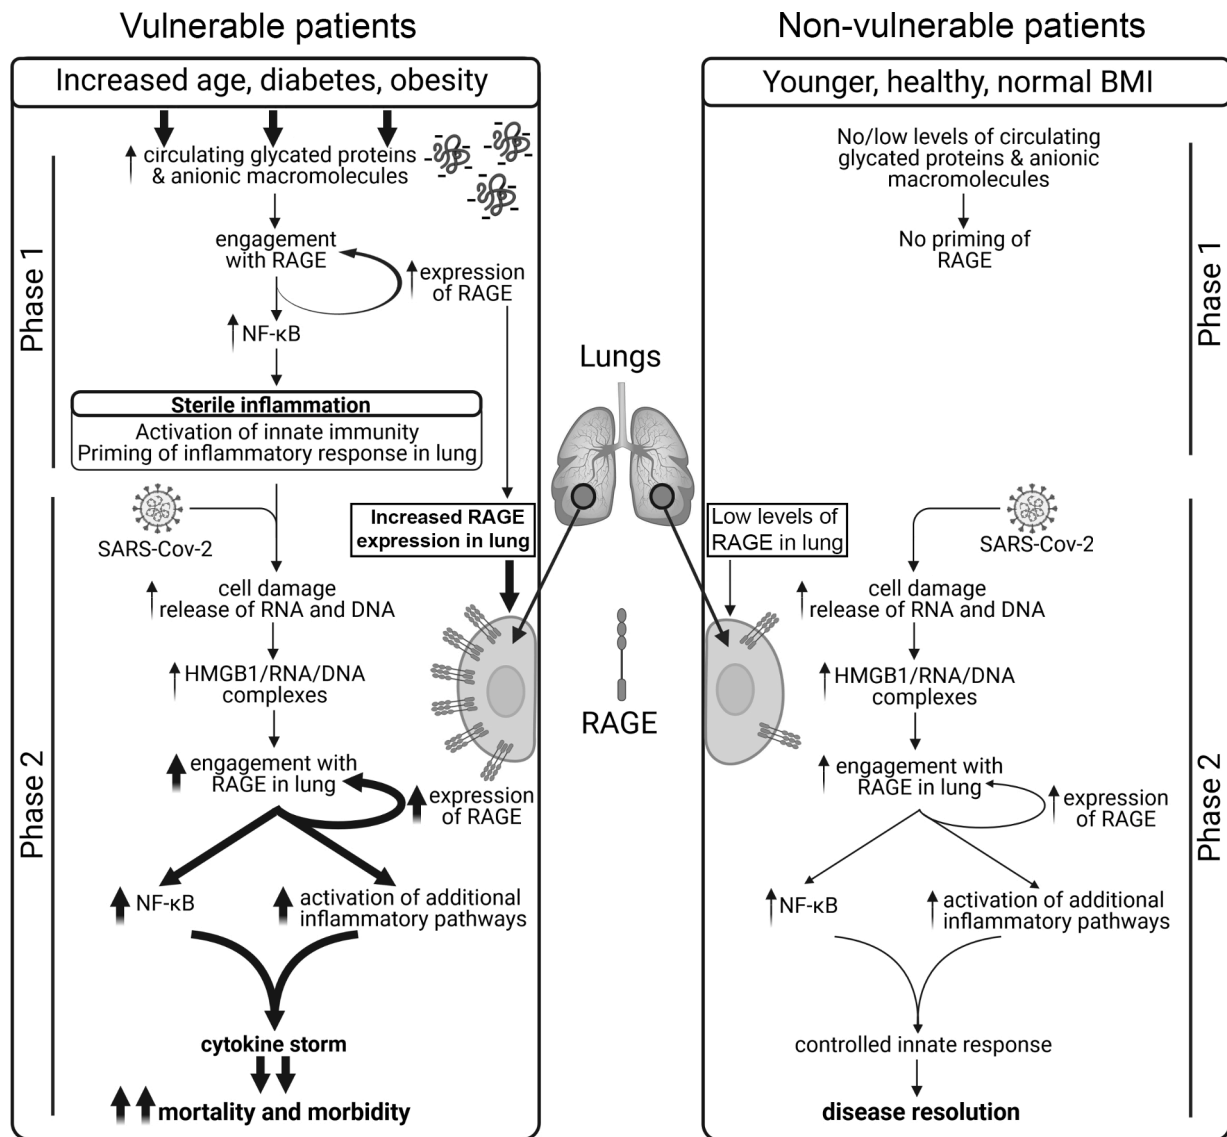 Vulnerable patients
Increased age, diabetes, obesity
Phase 1
circulating glycated proteins
& anionic macromolecules
engagement
with RAGE
expression
of RAGE
NF-κB
Sterile inflammation
Activation of innate immunity
Priming of inflammatory response in lung
Phase 2
SARS-Cov-2
Increased RAGE
expression in lung
cell damage
release of RNA and DNA
HMGB1/RNA/DNA
complexes
engagement with
RAGE in lung
expression
of RAGE
NF-κB
activation of additional
inflammatory pathways
cytokine storm
mortality and morbidity
Lungs
RAGE
Non-vulnerable patients
Younger, healthy, normal BMI
Phase 1
No/low levels of circulating
glycated proteins & anionic
macromolecules
No priming of
RAGE
Phase 2
Low levels of
RAGE in lung
SARS-Cov-2
cell damage
release of RNA and DNA
HMGB1/RNA/DNA
complexes
engagement with
RAGE in lung
expression
of RAGE
NF-κB
activation of additional
inflammatory pathways
controlled innate response
disease resolution